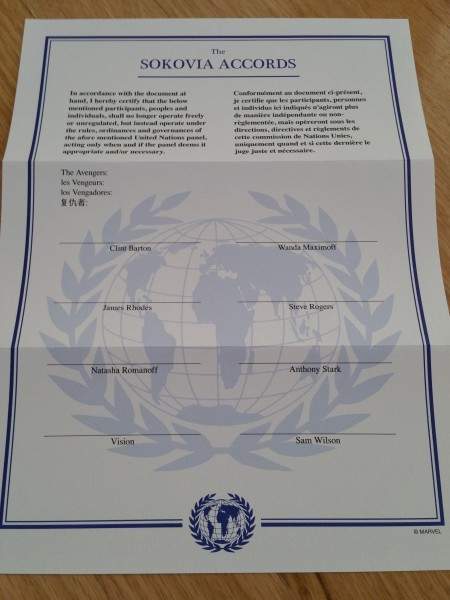 The
SOKOVIA ACCORDS
In accordance with the document at
hand, I hereby certify that the below
mentioned participants, peoples and
individuals, shall no longer operate freely
or unregulated, but instead operate under
the rules, ordinances and governances of
the afore mentioned United Nations panel,
acting only when and if the panel deems it
appropriate and/or necessary.
Conformément au document ci-présent,
je certifie que les participants, personnes
et individus ici indiqués n'agiront plus
de manière indépendante ou non-
réglementée, mais opèreront sous les
directions, directives et règlements de
cette commission de Nations Unies,
uniquement quand et si cette dernière le
juge juste et nécessaire.
The Avengers:
les Vengeurs:
los Vengadores:
复仇者:
Clint Barton
Wanda Maximoff
James Rhodes
Steve Rogers
Natasha Romanoff
Anthony Stark
Vision
Sam Wilson
© MARVEL